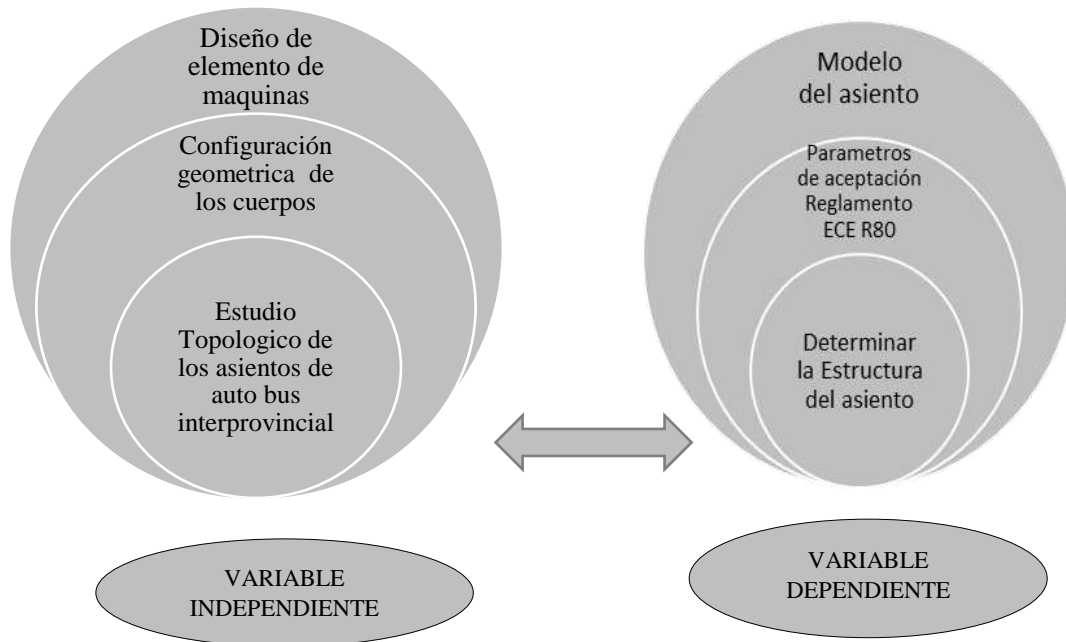 Diseño de
elemento de
maquinas
Configuración
geometrica de
los cuerpos
Estudio
Topologico de
los asientos de
auto bus
interprovincial
VARIABLE
INDEPENDIENTE
Modelo
del asiento
Parametros
de aceptación
Reglamento
ECE R80
Determinar
la Estructura
del asiento
VARIABLE
DEPENDIENTE